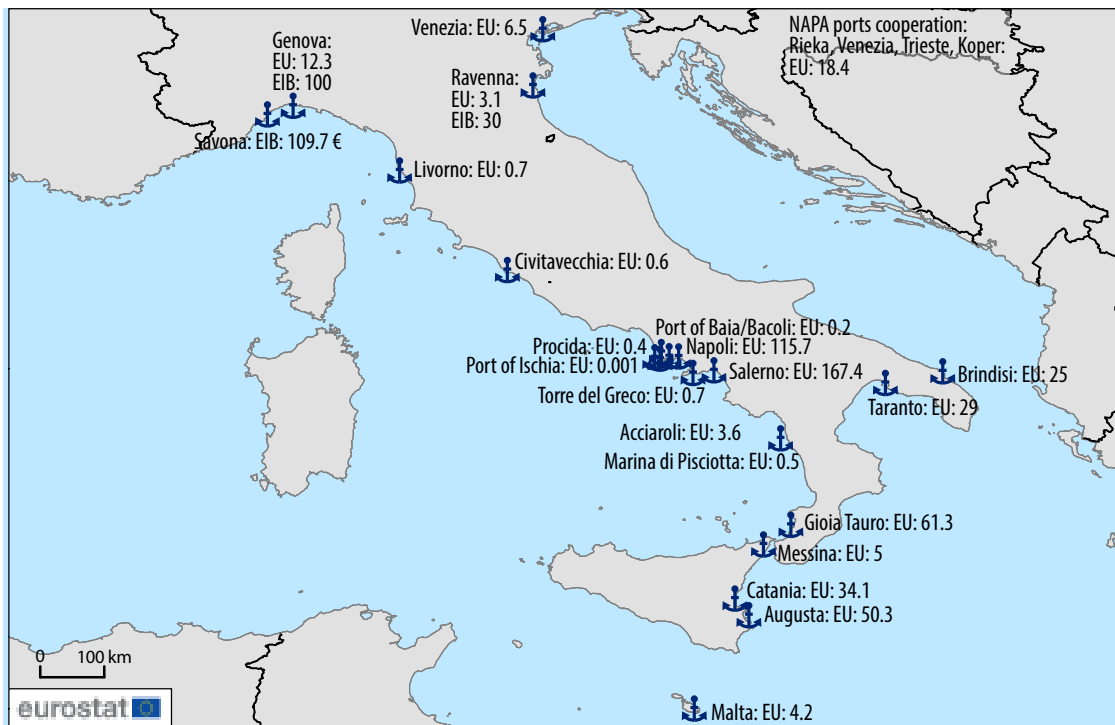 Venezia: EU: 6.5
NAPA ports cooperation:
Rieka, Venezia, Trieste, Koper:
EU: 18.4
Genova:
EU: 12.3
EIB: 100
Ravenna:
EU: 3.1
EIB: 30
Savona: EIB: 109.7 €
Livorno: EU: 0.7
Civitavecchia: EU: 0.6
Port of Baia/Bacoli: EU: 0.2
Procida: EU: 0.4
Napoli: EU: 115.7
Port of Ischia: EU: 0.001
Salerno: EU: 167.4
Brindisi: EU: 25
Torre del Greco: EU: 0.7
Taranto: EU: 29
Acciaroli: EU: 3.6
Marina di Pisciotta: EU: 0.5
Gioia Tauro: EU: 61.3
Messina: EU: 5
Catania: EU: 34.1
Augusta: EU: 50.3
0 100 km
eurostat
Malta: EU: 4.2